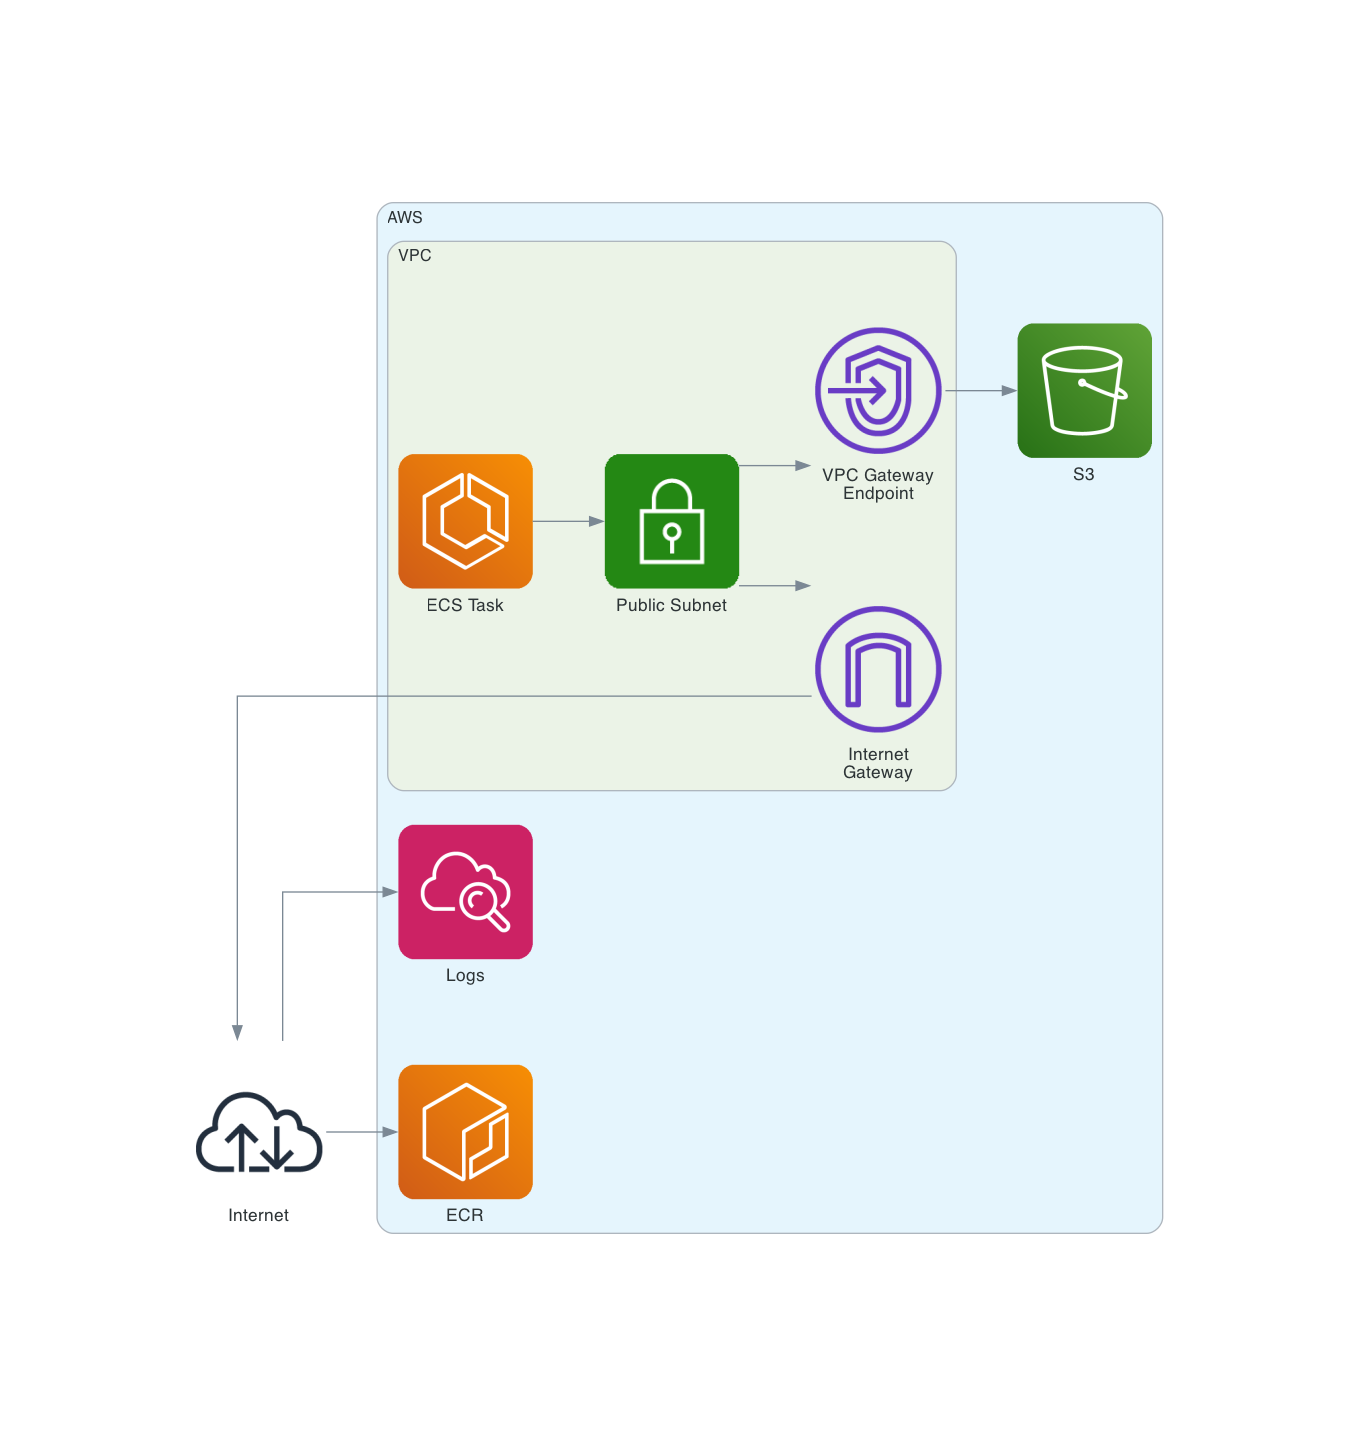 AWS
VPC
VPC Gateway
Endpoint
S3
ECS Task
Public Subnet
Internet
Gateway
Logs
Internet
ECR